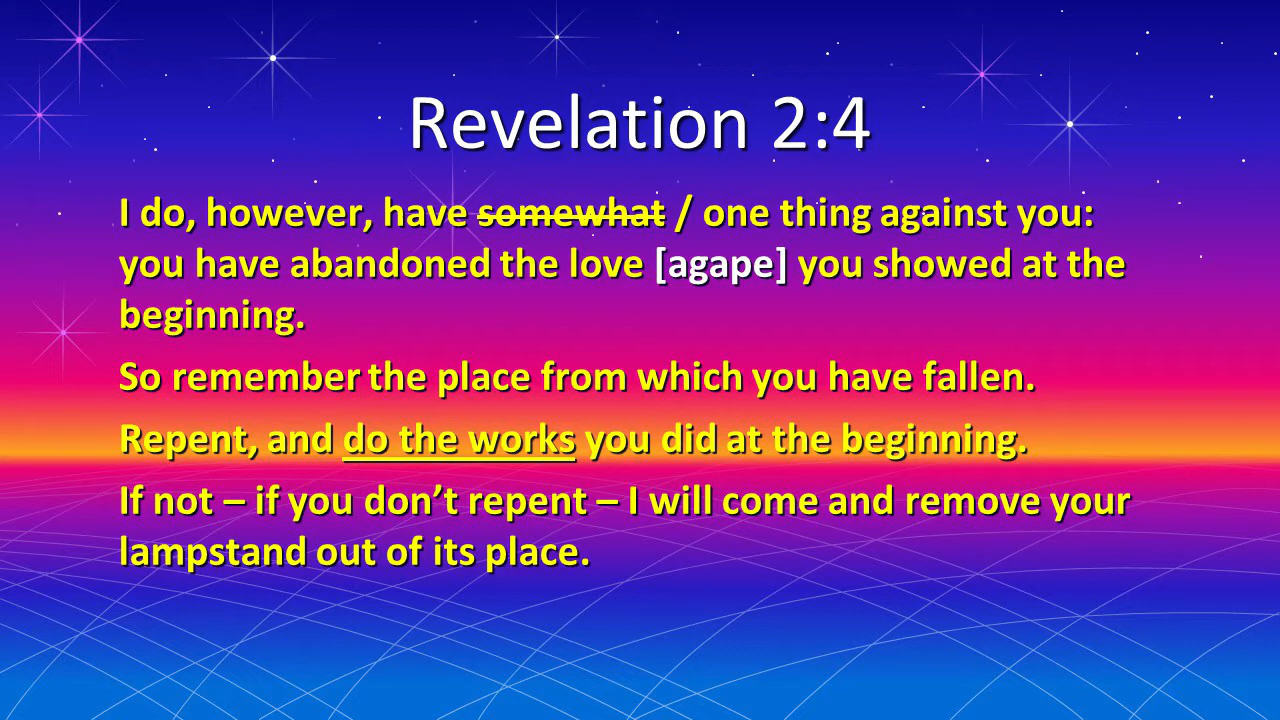 Revelation 2:4
I do, however, have somewhat / one thing against you:
you have abandoned the love [agape] you showed at the
beginning.
So remember the place from which you have fallen.
Repent, and do the works you did at the beginning.
If not – if you don’t repent – I will come and remove your
lampstand out of its place.